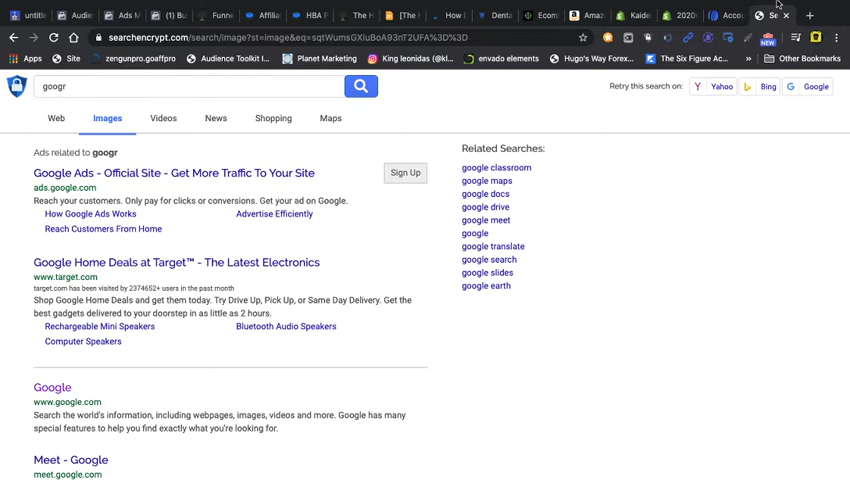 untitle
Audie
Ads M
(1) Bu
Funne
Affilia
HBA P
The H
[The H
How D
Denta
Ecom
Amaz
Kaide
2020
Accou
Se
searchencrypt.com/search/image?st=image&eq=sqtWumsGXiuBoA93nT2UFA%3D%3D
NEW
Apps
Site
zengunpro.goaffpro
Audience Toolkit I...
Planet Marketing
King leonidas (@kl...
envado elements
Hugo's Way Forex...
The Six Figure Ac...
»
Other Bookmarks
googr
Retry this search on:
Yahoo
Bing
Google
Web
Images
Videos
News
Shopping
Maps
Ads related to googr
Google Ads - Official Site - Get More Traffic To Your Site
Sign Up
ads.google.com
Reach your customers. Only pay for clicks or conversions. Get your ad on Google.
How Google Ads Works
Advertise Efficiently
Reach Customers From Home
Google Home Deals at Target™ - The Latest Electronics
www.target.com
target.com has been visited by 2374652+ users in the past month
Shop Google Home Deals and get them today. Try Drive Up, Pick Up, or Same Day Delivery. Get the
best gadgets delivered to your doorstep in as little as 2 hours.
Rechargeable Mini Speakers
Bluetooth Audio Speakers
Computer Speakers
Google
www.google.com
Search the world's information, including webpages, images, videos and more. Google has many
special features to help you find exactly what you're looking for.
Meet - Google
meet.google.com
Related Searches:
google classroom
google maps
google docs
google drive
google meet
google
google translate
google search
google slides
google earth